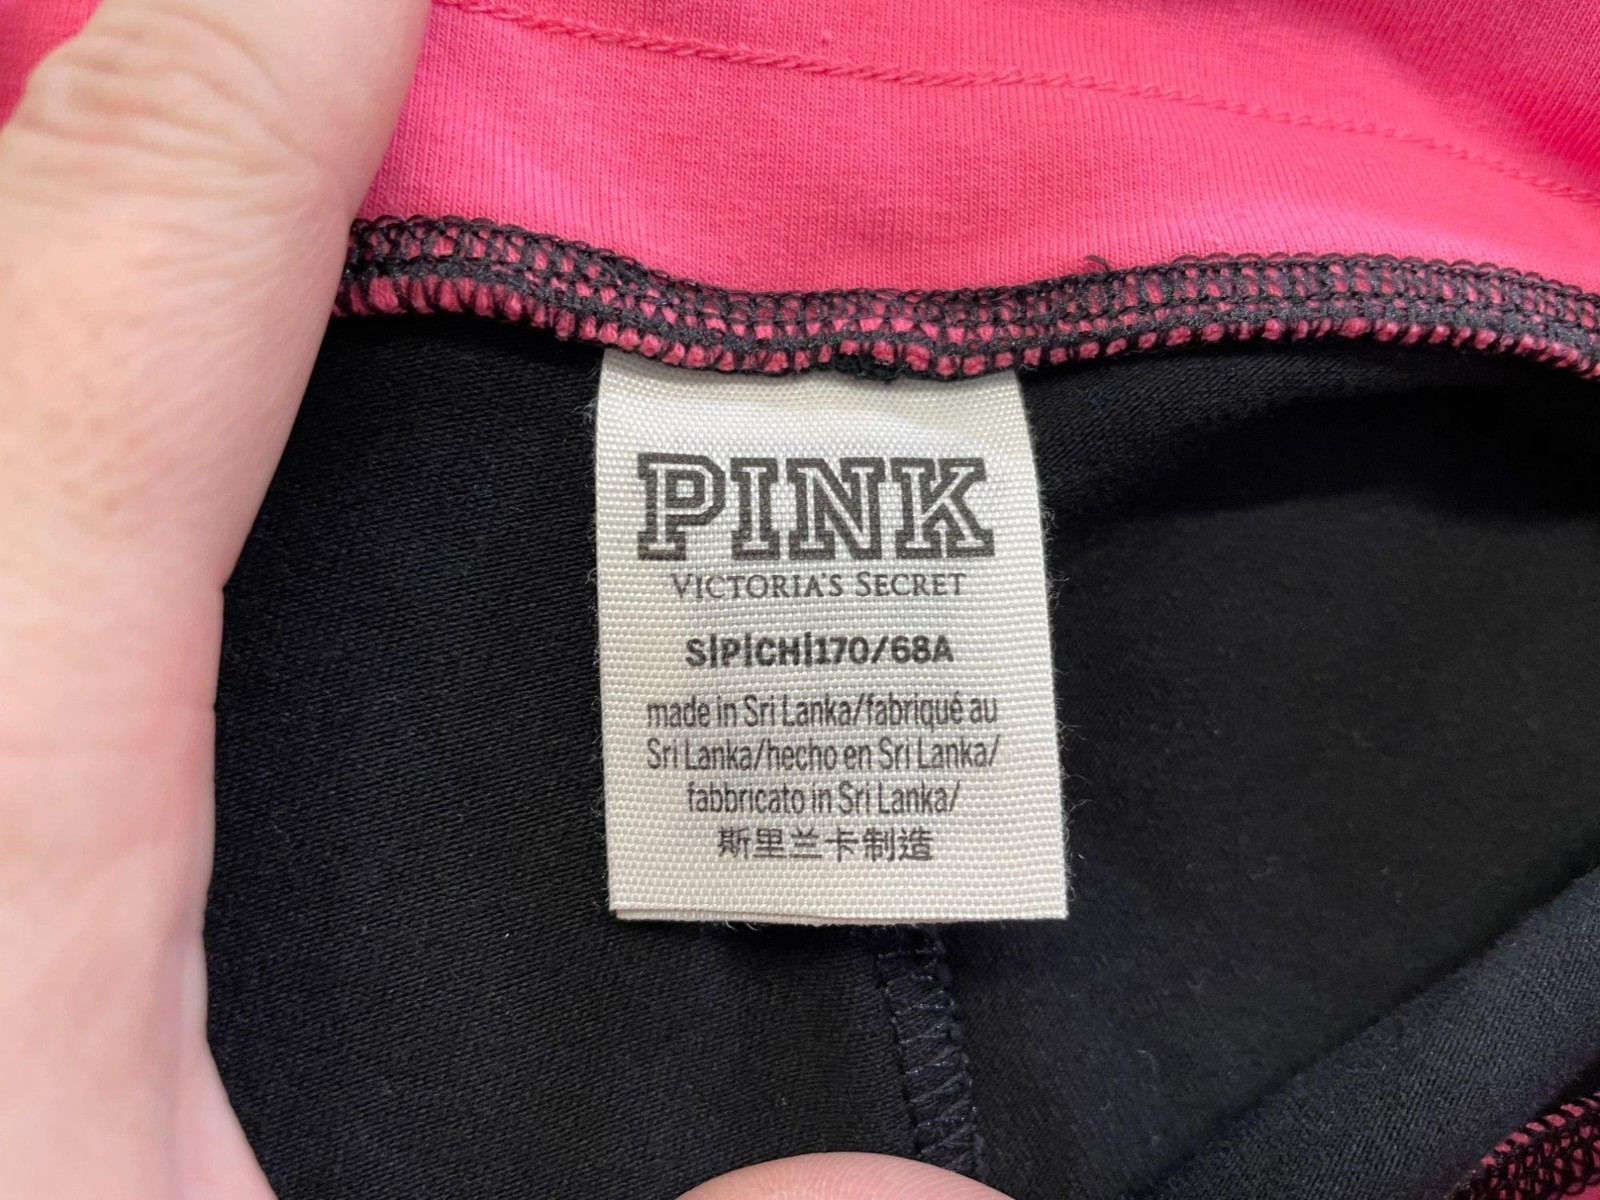 PINK
VICTORIA'S SECRET
S|P|CH|170/68A
made in Sri Lanka/fabriqué au
Sri Lanka/hecho en Sri Lanka/
fabbricato in Sri Lanka/
斯里兰卡制造